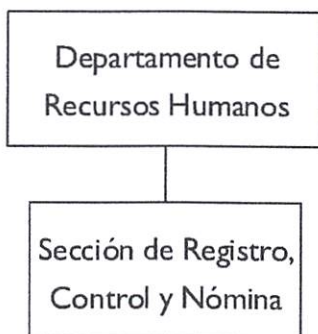 Departamento de
Recursos Humanos
Sección de Registro,
Control y Nómina